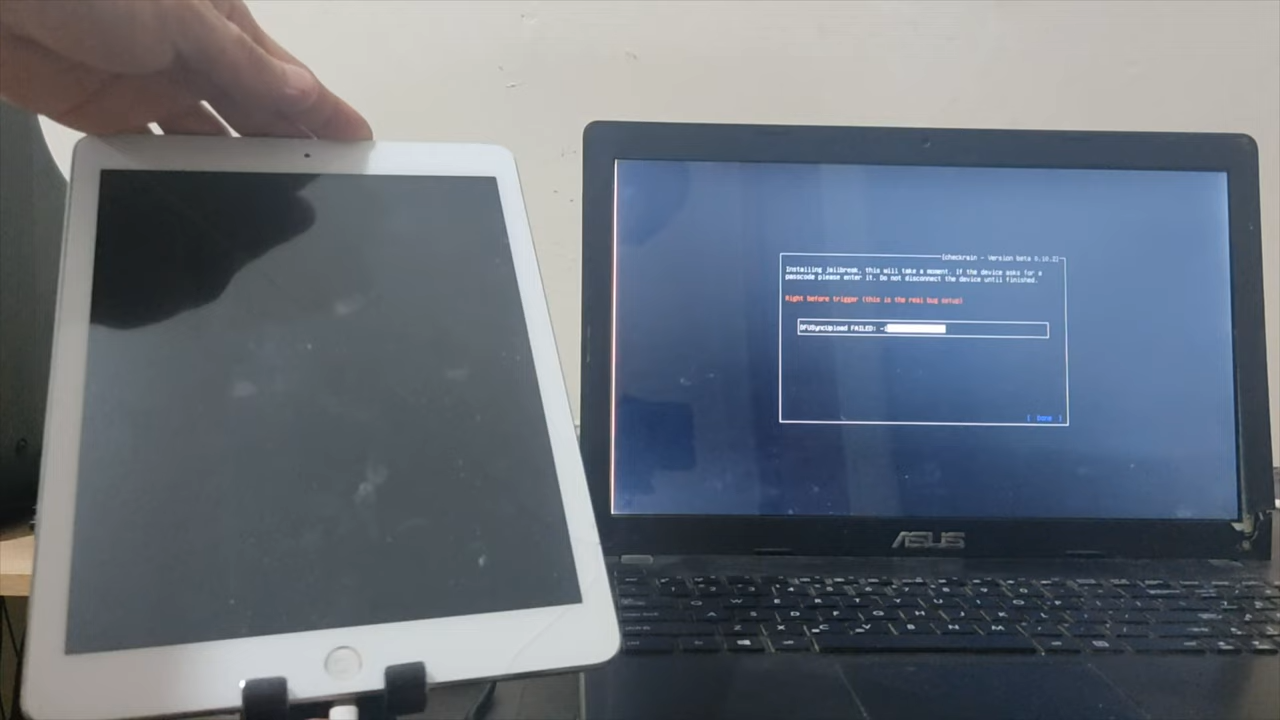 [checkra1n - Version beta 0.10.2]
Installing jailbreak, this will take a moment. If the device asks for a
passcode please enter it. Do not disconnect the device until finished.
Right before trigger (this is the real bug setup)
DFUSyncUpload FAILED:
[ Done ]
ASUS